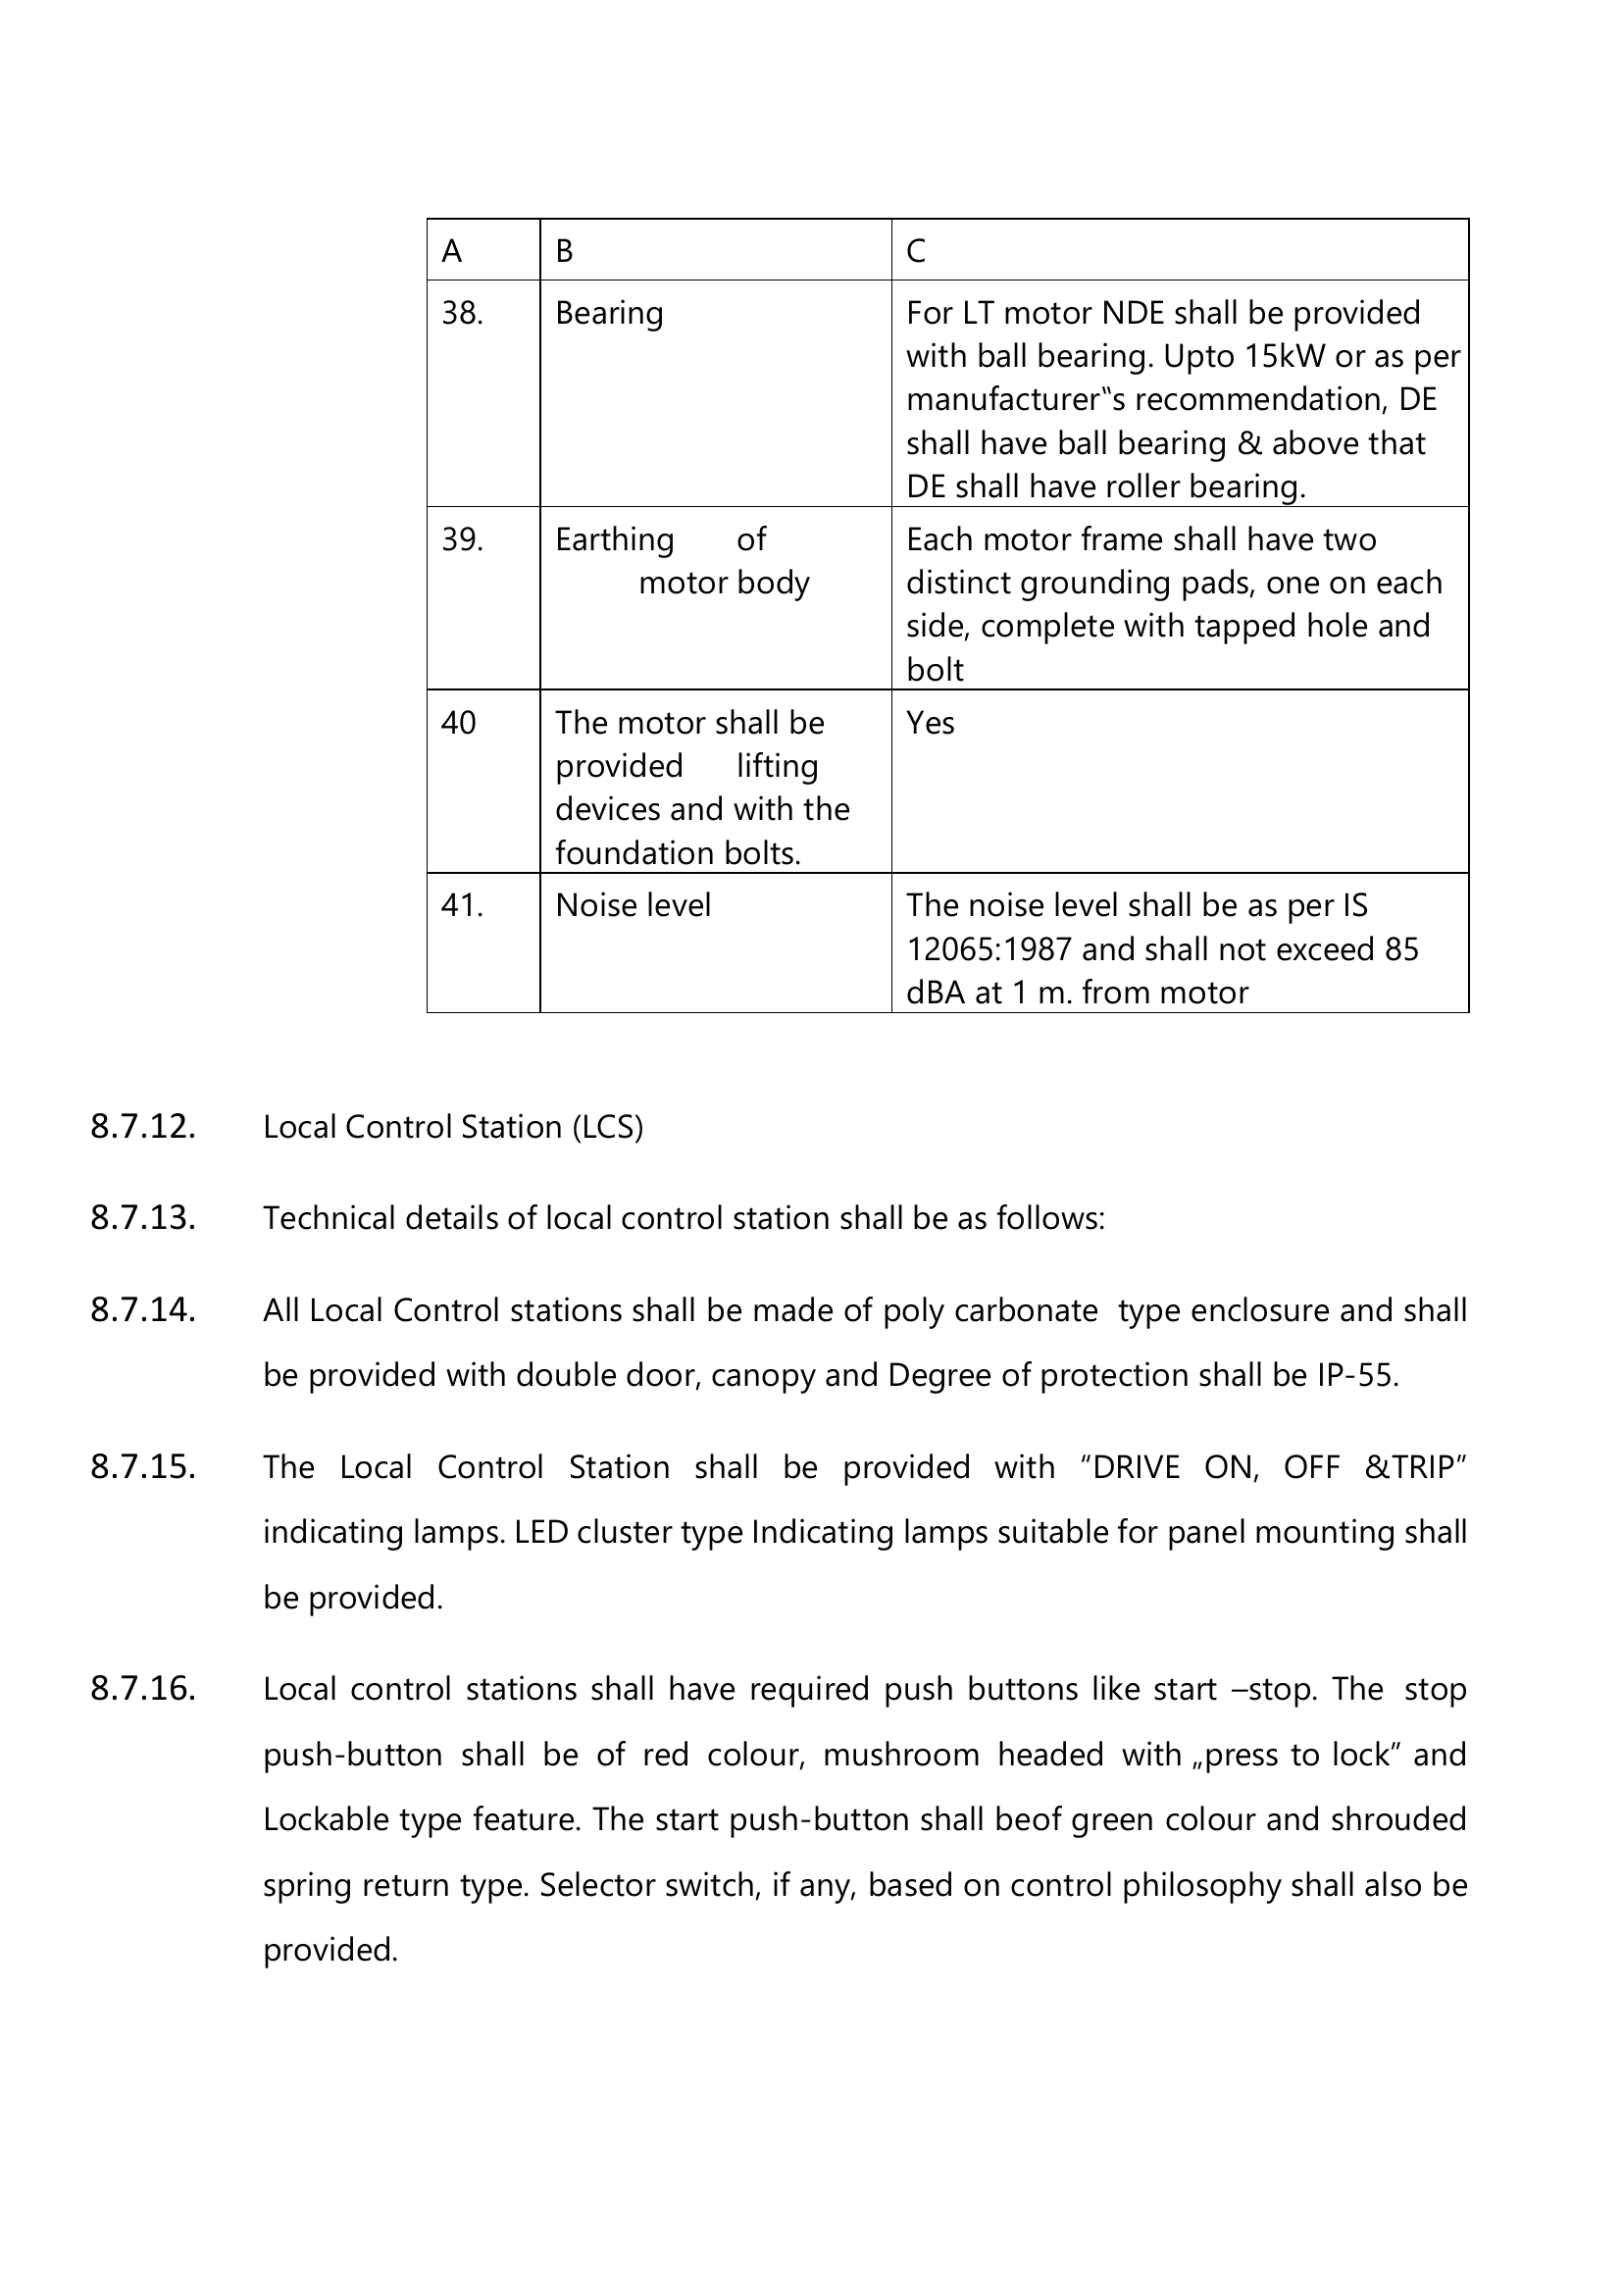 A B C
38. Bearing For LT motor NDE shall be provided
with ball bearing. Upto 15kW or as per
manufacturer‟s recommendation, DE
shall have ball bearing & above that
DE shall have roller bearing.
39. Earthing of Each motor frame shall have two
motor body distinct grounding pads, one on each
side, complete with tapped hole and
bolt
40 The motor shall be Yes
provided lifting
devices and with the
foundation bolts.
41. Noise level The noise level shall be as per IS
12065:1987 and shall not exceed 85
dBA at 1 m. from motor
8.7.12. Local Control Station (LCS)
8.7.13. Technical details of local control station shall be as follows:
8.7.14. All Local Control stations shall be made of poly carbonate type enclosure and shall
be provided with double door, canopy and Degree of protection shall be IP-55.
8.7.15. The Local Control Station shall be provided with “DRIVE ON, OFF &TRIP”
indicating lamps. LED cluster type Indicating lamps suitable for panel mounting shall
be provided.
8.7.16. Local control stations shall have required push buttons like start –stop. The stop
push-button shall be of red colour, mushroom headed with „press to lock” and
Lockable type feature. The start push-button shall beof green colour and shrouded
spring return type. Selector switch, if any, based on control philosophy shall also be
provided.